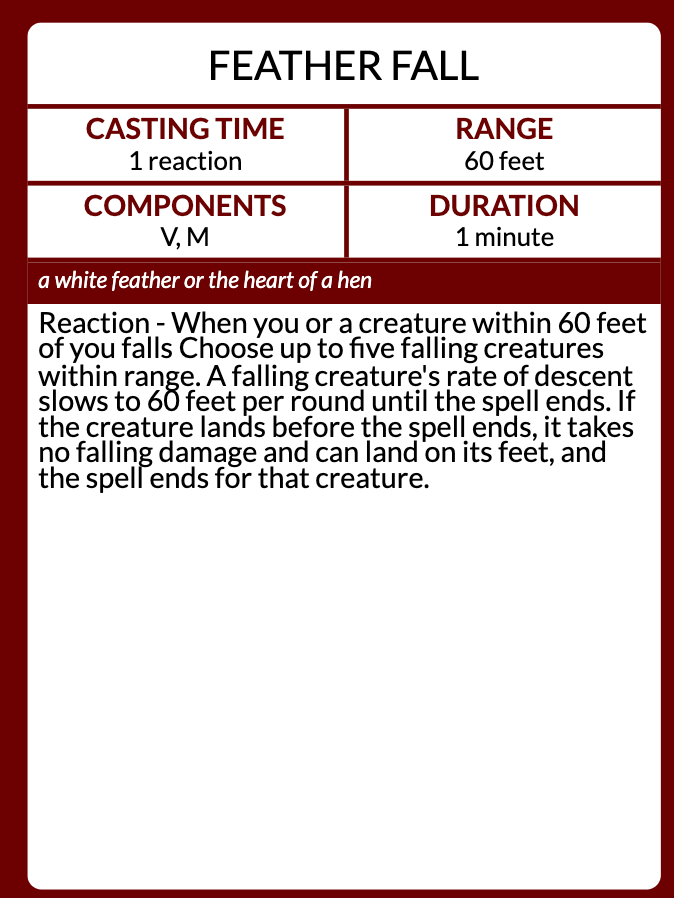 FEATHER FALL
CASTING TIME
1 reaction
RANGE
60 feet
COMPONENTS
V, M
DURATION
1 minute
a white feather or the heart of a hen
Reaction - When you or a creature within 60 feet
of you falls Choose up to five falling creatures
within range. A falling creature's rate of descent
slows to 60 feet per round until the spell ends. If
the creature lands before the spell ends, it takes
no falling damage and can land on its feet, and
the spell ends for that creature.